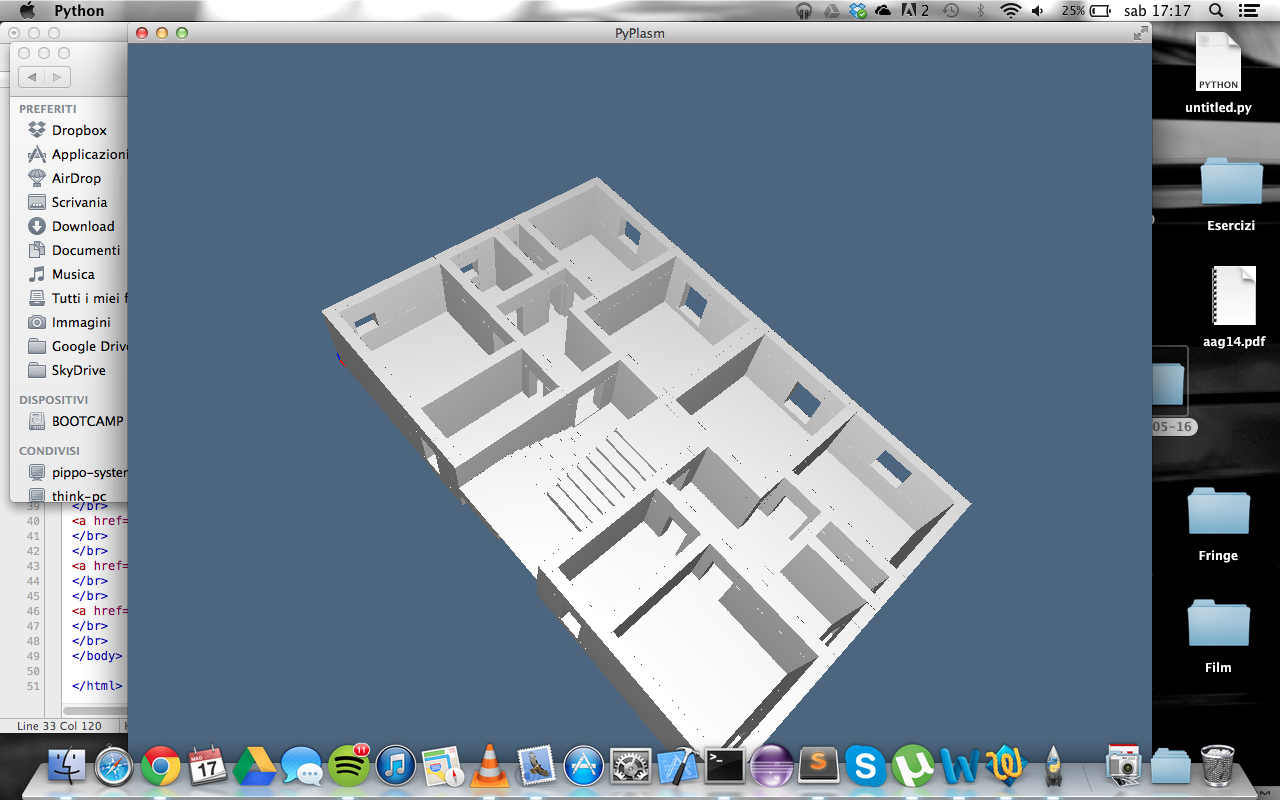 Python
2
25%
sab 17:17
PyPlasm
PREFERITI
Dropbox
Applicazioni
AirDrop
Scrivania
Download
Documenti
Musica
Tutti i miei f
Immagini
Google Drive
SkyDrive
DISPOSITIVI
BOOTCAMP
CONDIVISI
pippo-system
think-pc
39 </br>
40 <a href=
41 </br>
42 </br>
43 <a href=
44 </br>
45 </br>
46 <a href=
47 </br>
48 </br>
49 </body>
50
51 </html>
Line 33 Col 120
PYTHON
untitled.py
Esercizi
aag14.pdf
05-16
Fringe
Film
MAG
17
11